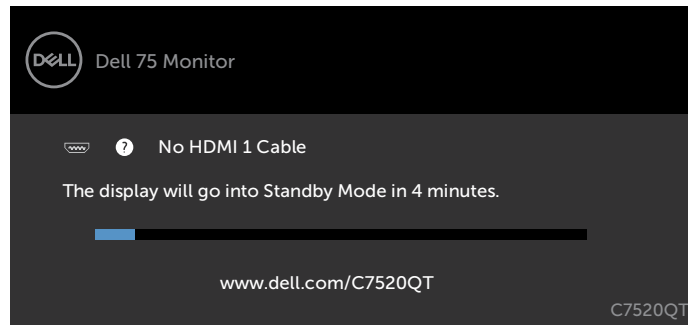 DELL
Dell 75 Monitor
? No HDMI 1 Cable
The display will go into Standby Mode in 4 minutes.
www.dell.com/C7520QT
C7520QT